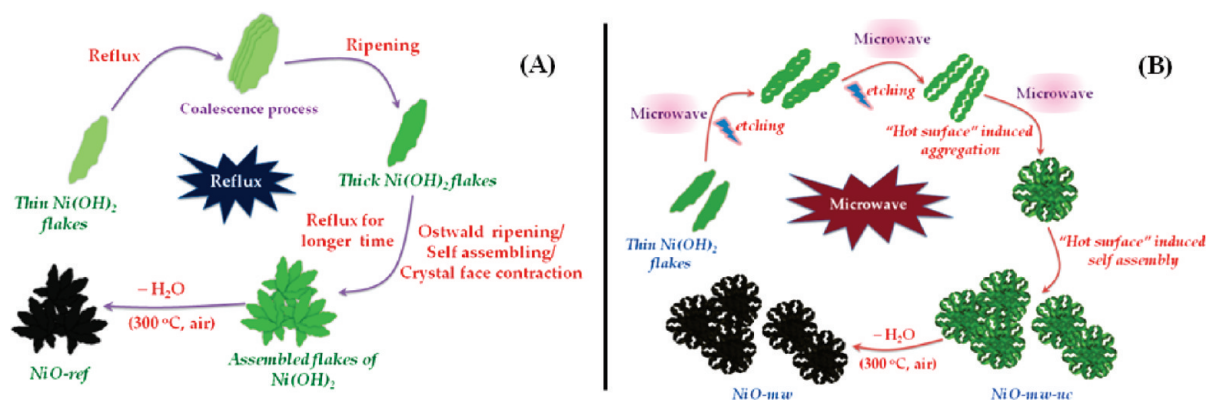 Reflux
Ripening
(A)
Coalescence process
Reflux
Thin Ni(OH)2
flakes
Thick Ni(OH)2 flakes
Reflux for
longer time
Ostwald ripening/
Self assembling/
Crystal face contraction
– H2O
(300 oC, air)
NiO-ref
Assembled flakes of
Ni(OH)2
Microwave
(B)
Microwave
etching
etching
Microwave
"Hot surface" induced
aggregation
Microwave
Thin Ni(OH)2
flakes
"Hot surface" induced
self assembly
– H2O
(300 oC, air)
NiO-mw
NiO-mw-uc